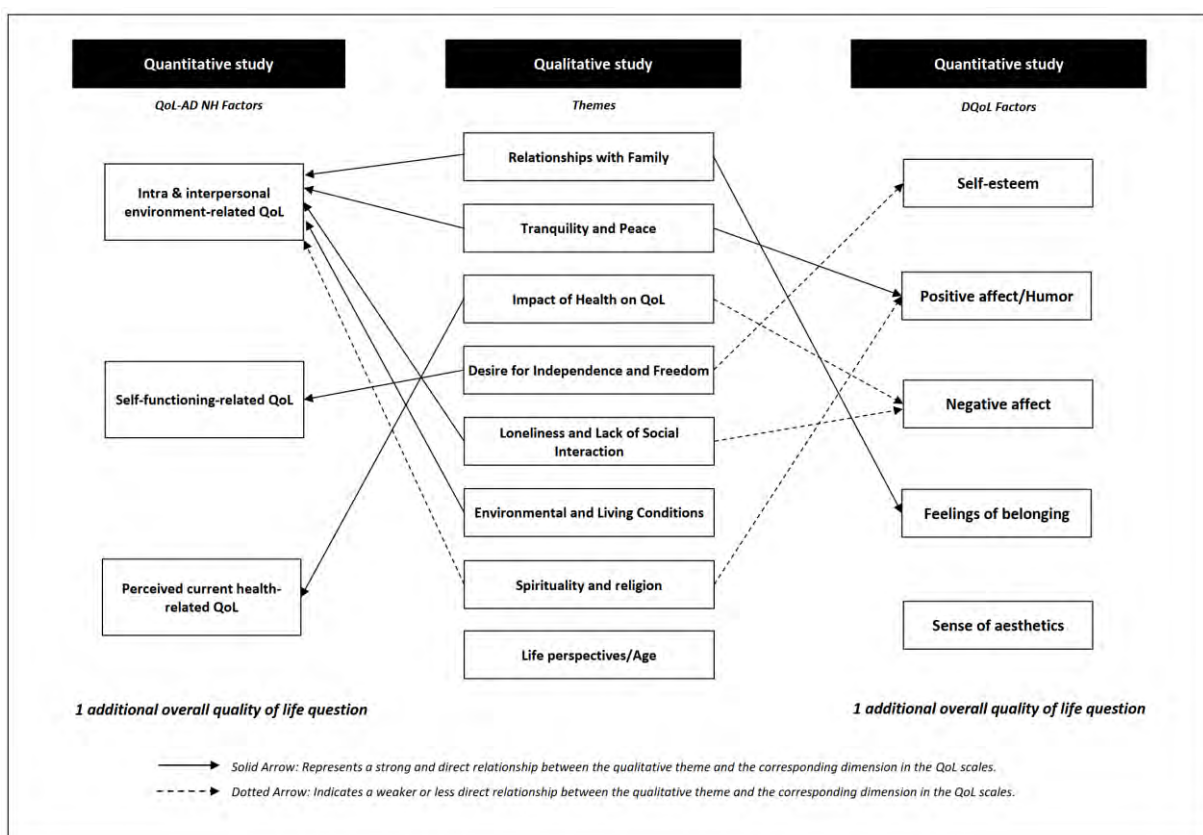 Quantitative study
QoL-AD NH Factors
Intra & interpersonal
environment-related QoL
Self-functioning-related QoL
Perceived current health-
related QoL
1 additional overall quality of life question
Qualitative study
Themes
Relationships with Family
Tranquility and Peace
Impact of Health on QoL
Desire for Independence and Freedom
Loneliness and Lack of Social
Interaction
Environmental and Living Conditions
Spirituality and religion
Life perspectives/Age
Quantitative study
DQoL Factors
Self-esteem
Positive affect/Humor
Negative affect
Feelings of belonging
Sense of aesthetics
1 additional overall quality of life question
Solid Arrow: Represents a strong and direct relationship between the qualitative theme and the corresponding dimension in the QoL scales.
Dotted Arrow: Indicates a weaker or less direct relationship between the qualitative theme and the corresponding dimension in the QoL scales.